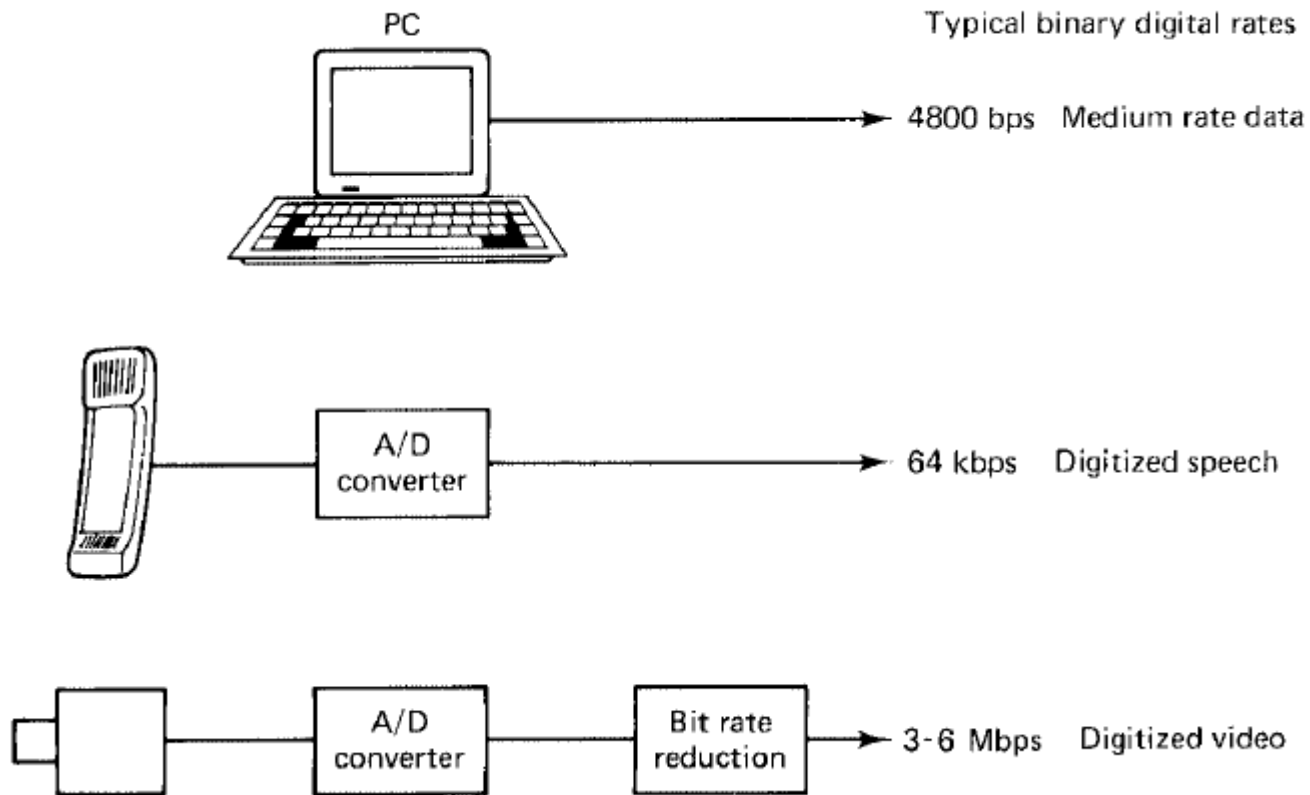 PC
Typical binary digital rates
4800 bps Medium rate data
A/D
converter
64 kbps Digitized speech
A/D
converter
Bit rate
reduction
3-6 Mbps Digitized video